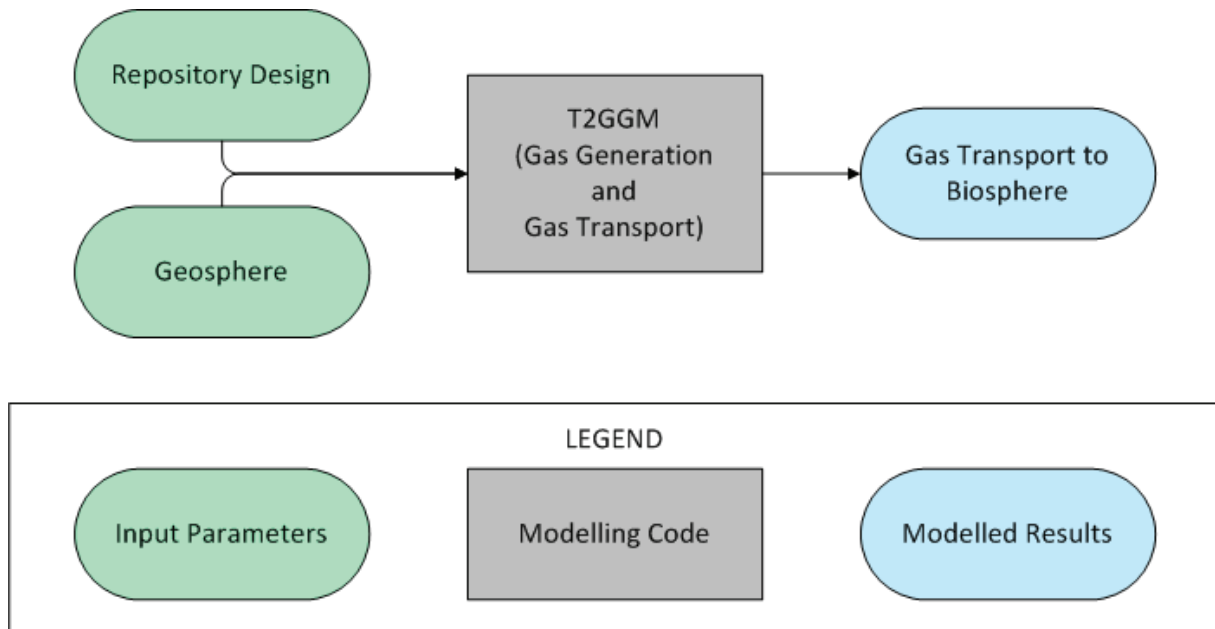 Repository Design
Geosphere
T2GGM
(Gas Generation
and
Gas Transport)
Gas Transport to
Biosphere
LEGEND
Input Parameters
Modelling Code
Modelled Results